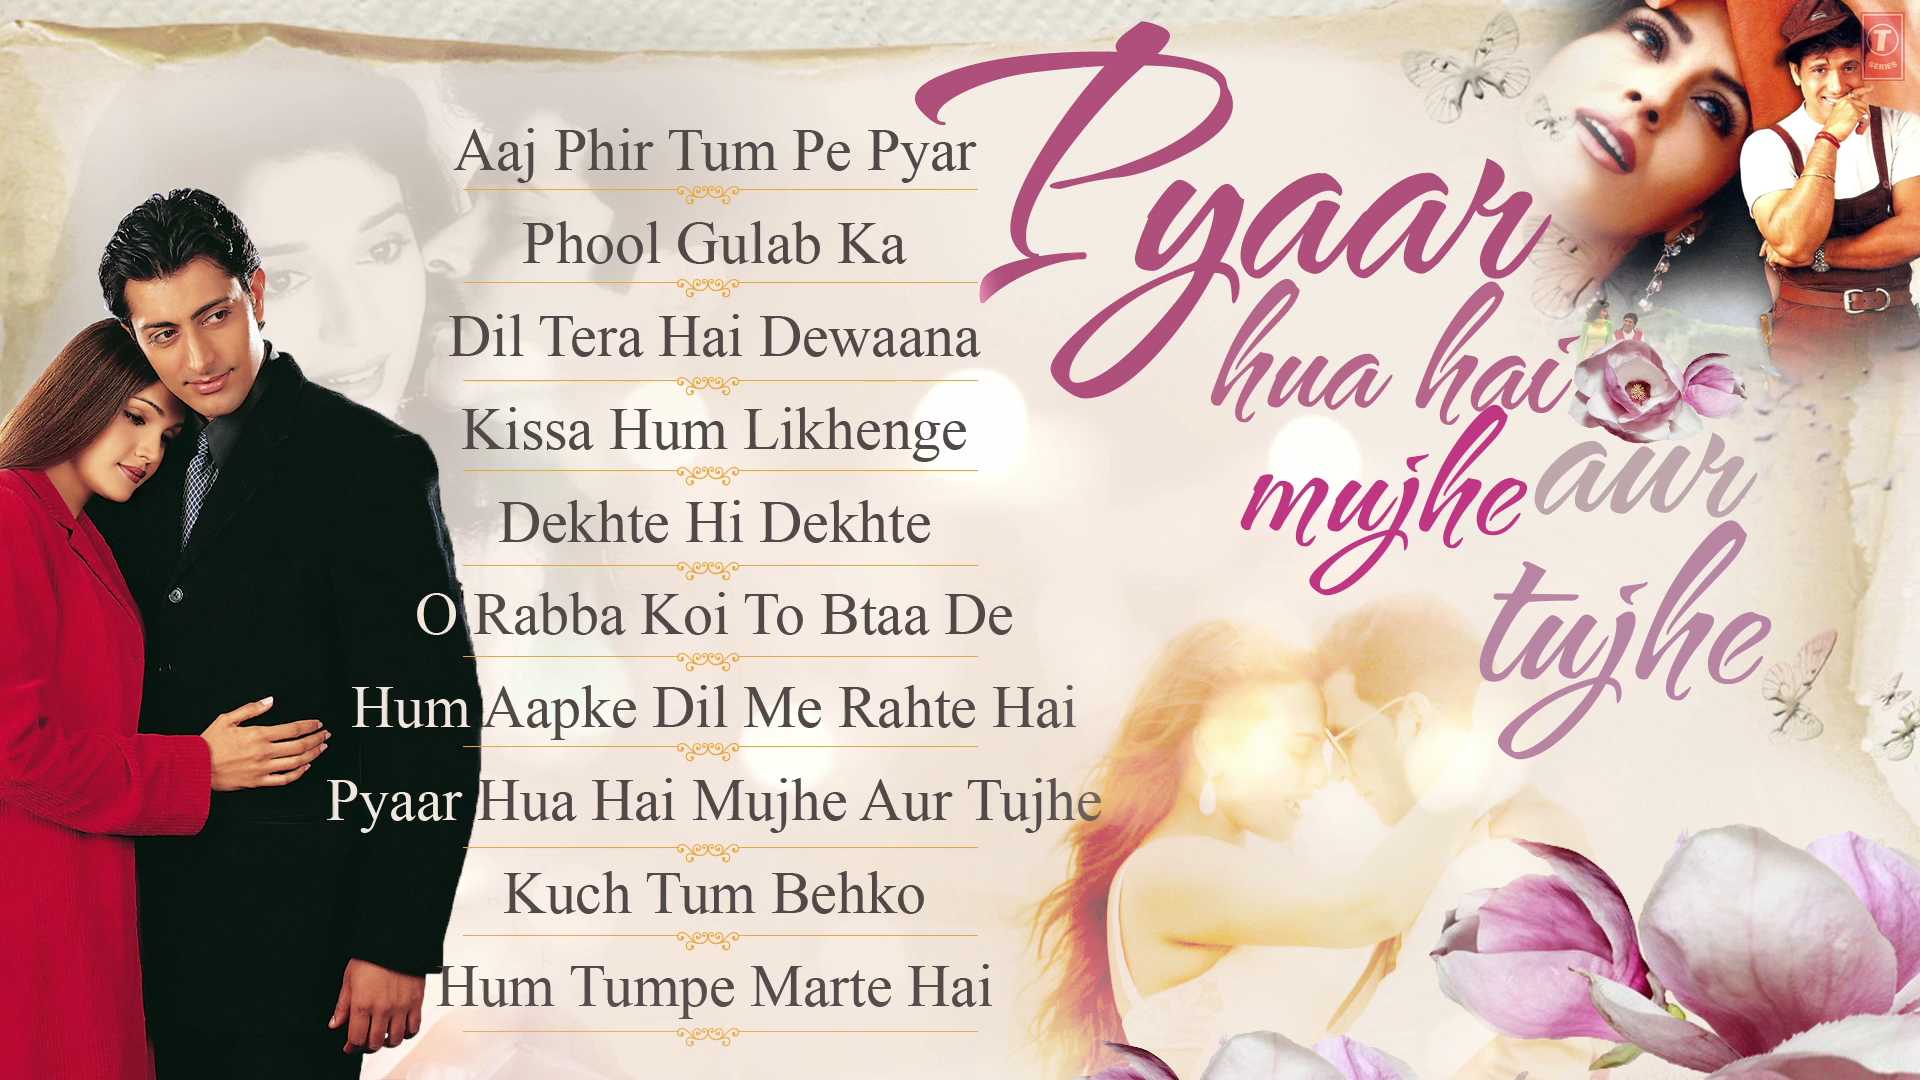 Aaj Phir Tum Pe Pyar
Phool Gulab Ka
Dil Tera Hai Dewaana
Kissa Hum Likhenge
Dekhte Hi Dekhte
O Rabba Koi To Btaa De
Hum Aapke Dil Me Rahte Hai
Pyaar Hua Hai Mujhe Aur Tujhe
Kuch Tum Behko
Hum Tumpe Marte Hai
Pyaar
hua hai
mujhe aur
tujhe
T
SERIES